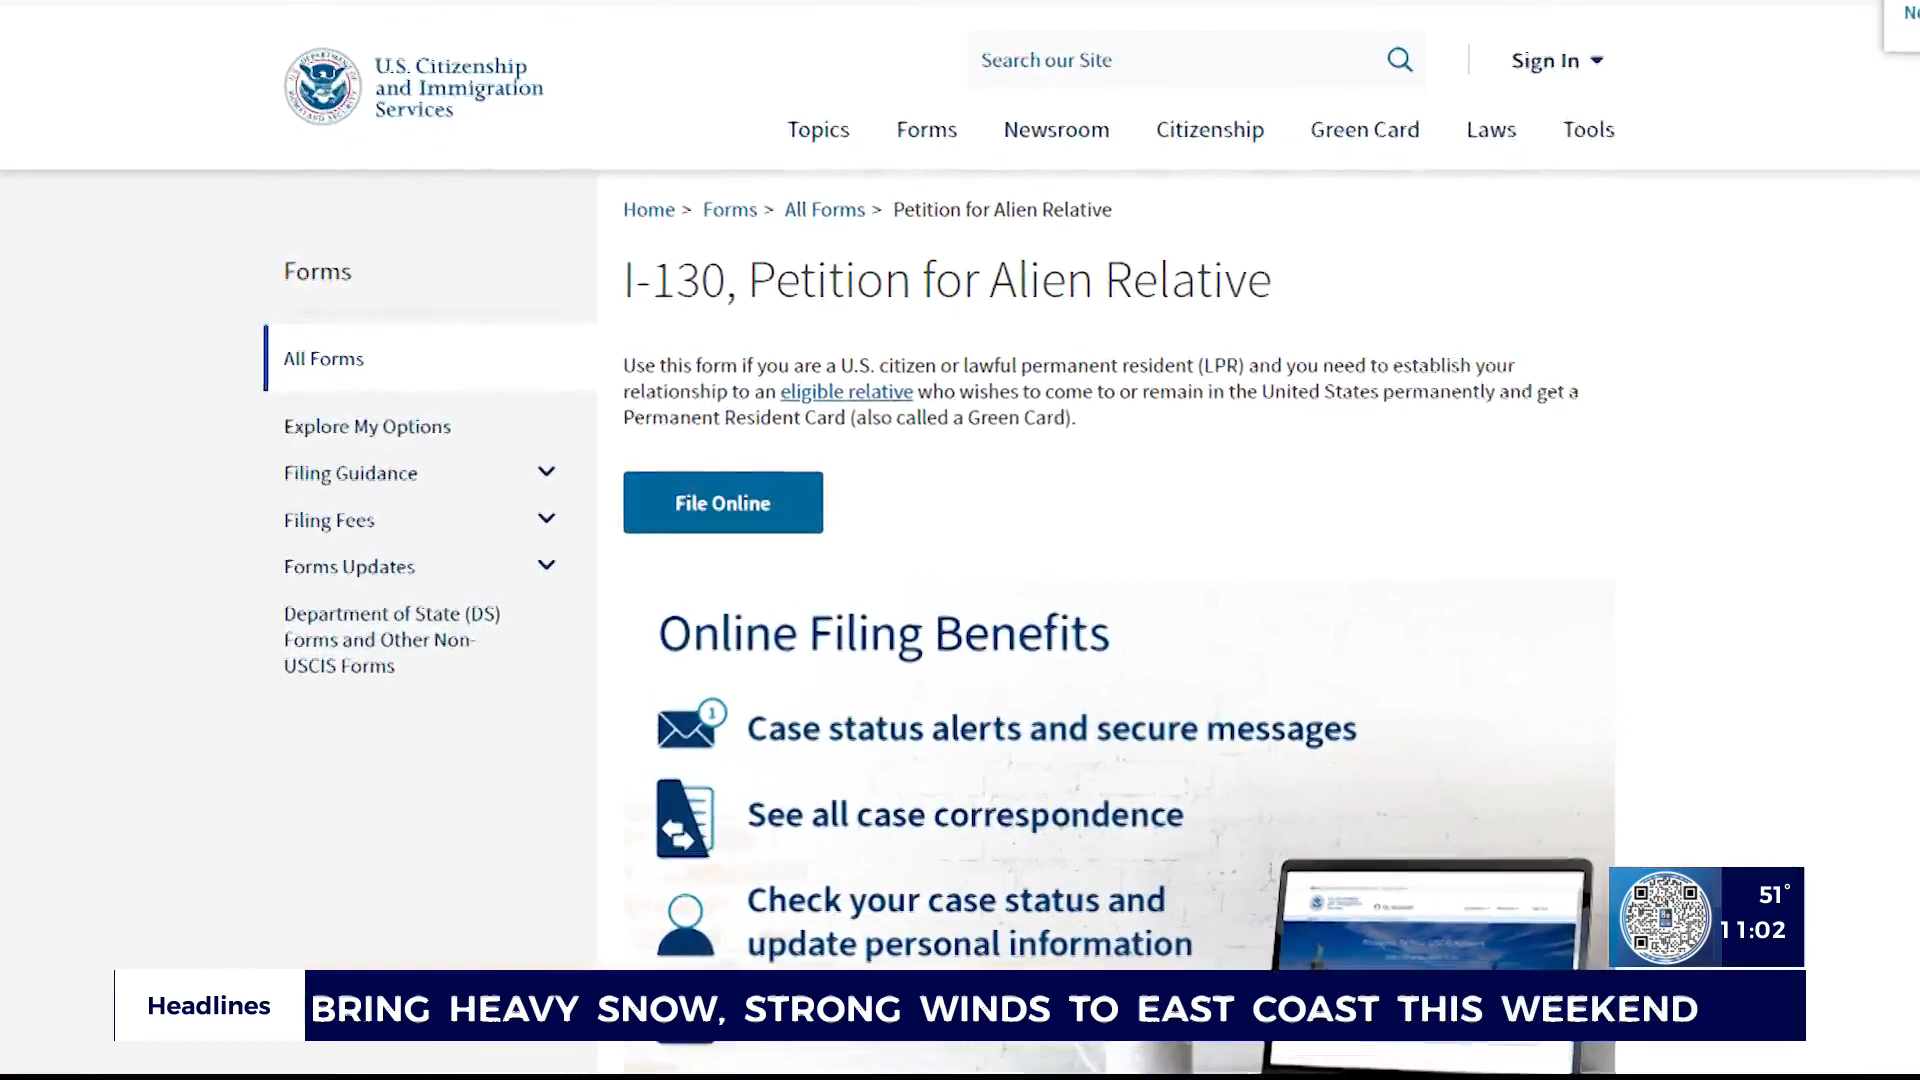 Search our Site
Sign In
U.S. Citizenship
and Immigration
Services
Topics
Forms
Newsroom
Citizenship
Green Card
Laws
Tools
Home > Forms > All Forms > Petition for Alien Relative
Forms
All Forms
Explore My Options
Filing Guidance
Filing Fees
Forms Updates
Department of State (DS)
Forms and Other Non-
USCIS Forms
I-130, Petition for Alien Relative
Use this form if you are a U.S. citizen or lawful permanent resident (LPR) and you need to establish your
relationship to an eligible relative who wishes to come to or remain in the United States permanently and get a
Permanent Resident Card (also called a Green Card).
File Online
Online Filing Benefits
1
Case status alerts and secure messages
See all case correspondence
Check your case status and
update personal information
51°
11:02
Headlines
BRING HEAVY SNOW, STRONG WINDS TO EAST COAST THIS WEEKEND